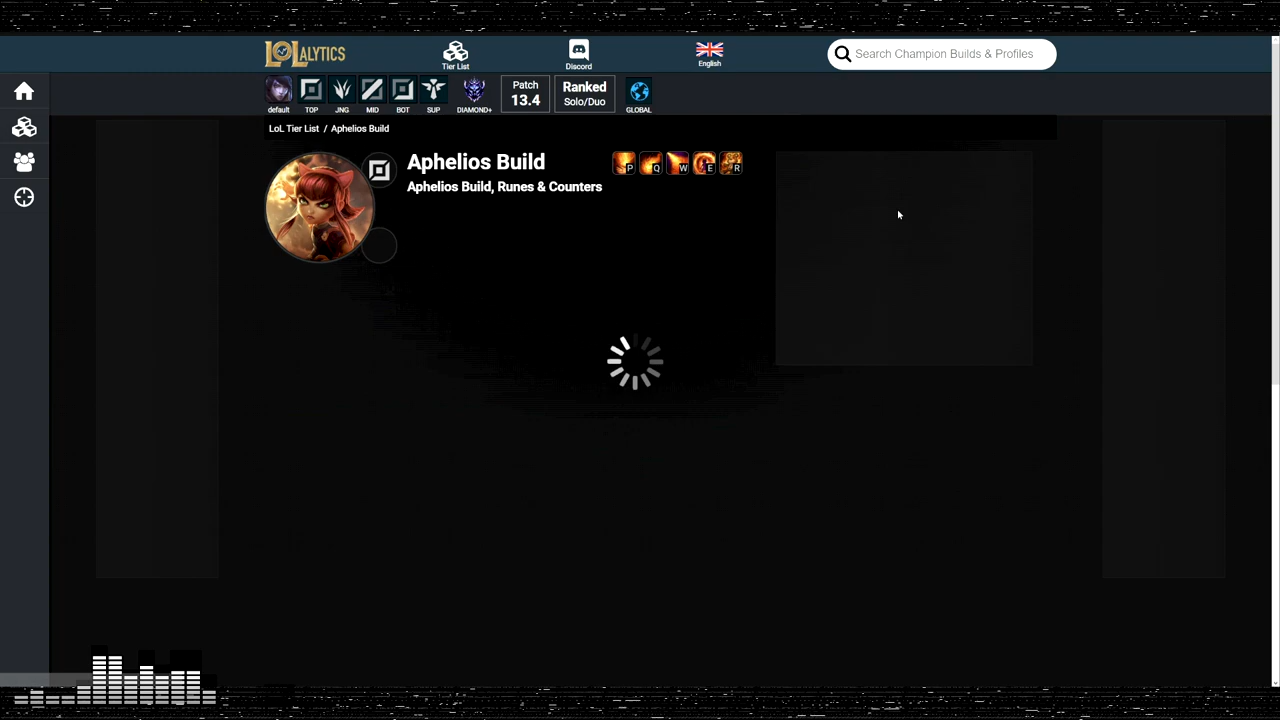 LOLALYTICS
Tier List
Discord
English
Search Champion Builds & Profiles
default
TOP
JNG
MID
BOT
SUP
DIAMOND+
Patch
13.4
Ranked
Solo/Duo
GLOBAL
LoL Tier List / Aphelios Build
Aphelios Build
P Q W E R
Aphelios Build, Runes & Counters